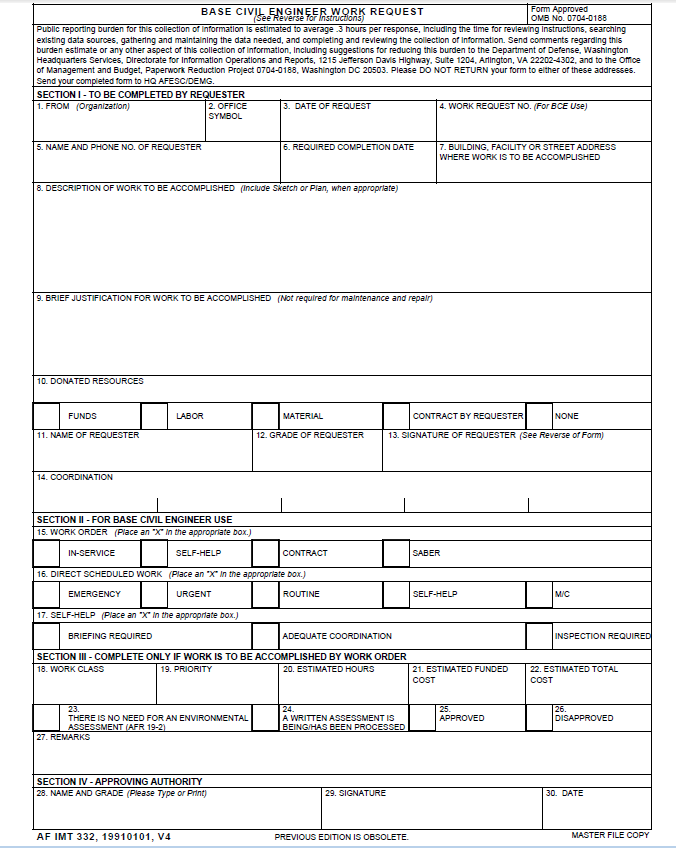 BASE CIVIL ENGINEER WORK REQUEST
(See Reverse for Instructions)
Form Approved
OMB No. 0704-0188
Public reporting burden for this collection of information is estimated to average .3 hours per response, including the time for reviewing instructions, searching
existing data sources, gathering and maintaining the data needed, and completing and reviewing the collection of information. Send comments regarding this
burden estimate or any other aspect of this collection of information, including suggestions for reducing this burden to the Department of Defense, Washington
Headquarters Services, Directorate for Information Operations and Reports, 1215 Jefferson Davis Highway, Suite 1204, Arlington, VA 22202-4302, and to the Office
of Management and Budget, Paperwork Reduction Project 0704-0188, Washington DC 20503. Please DO NOT RETURN your form to either of these addresses.
Send your completed form to HQ AFESC/DEMG.
SECTION I - TO BE COMPLETED BY REQUESTER
1. FROM (Organization)
2. OFFICE
SYMBOL
3. DATE OF REQUEST
4. WORK REQUEST NO. (For BCE Use)
5. NAME AND PHONE NO. OF REQUESTER
6. REQUIRED COMPLETION DATE
7. BUILDING, FACILITY OR STREET ADDRESS
WHERE WORK IS TO BE ACCOMPLISHED
8. DESCRIPTION OF WORK TO BE ACCOMPLISHED (Include Sketch or Plan, when appropriate)
9. BRIEF JUSTIFICATION FOR WORK TO BE ACCOMPLISHED (Not required for maintenance and repair)
10. DONATED RESOURCES
FUNDS
LABOR
MATERIAL
CONTRACT BY REQUESTER
NONE
11. NAME OF REQUESTER
12. GRADE OF REQUESTER
13. SIGNATURE OF REQUESTER (See Reverse of Form)
14. COORDINATION
SECTION II - FOR BASE CIVIL ENGINEER USE
15. WORK ORDER (Place an "X" in the appropriate box.)
IN-SERVICE
SELF-HELP
CONTRACT
SABER
16. DIRECT SCHEDULED WORK (Place an "X" in the appropriate box.)
EMERGENCY
URGENT
ROUTINE
SELF-HELP
M/C
17. SELF-HELP (Place an "X" in the appropriate box.)
BRIEFING REQUIRED
ADEQUATE COORDINATION
INSPECTION REQUIRED
SECTION III - COMPLETE ONLY IF WORK IS TO BE ACCOMPLISHED BY WORK ORDER
18. WORK CLASS
19. PRIORITY
20. ESTIMATED HOURS
21. ESTIMATED FUNDED
COST
22. ESTIMATED TOTAL
COST
23.
THERE IS NO NEED FOR AN ENVIRONMENTAL
ASSESSMENT (AFR 19-2)
24.
A WRITTEN ASSESSMENT IS
BEING/HAS BEEN PROCESSED
25.
APPROVED
26.
DISAPPROVED
27. REMARKS
SECTION IV - APPROVING AUTHORITY
28. NAME AND GRADE (Please Type or Print)
29. SIGNATURE
30. DATE
AF IMT 332, 19910101, V4
PREVIOUS EDITION IS OBSOLETE.
MASTER FILE COPY